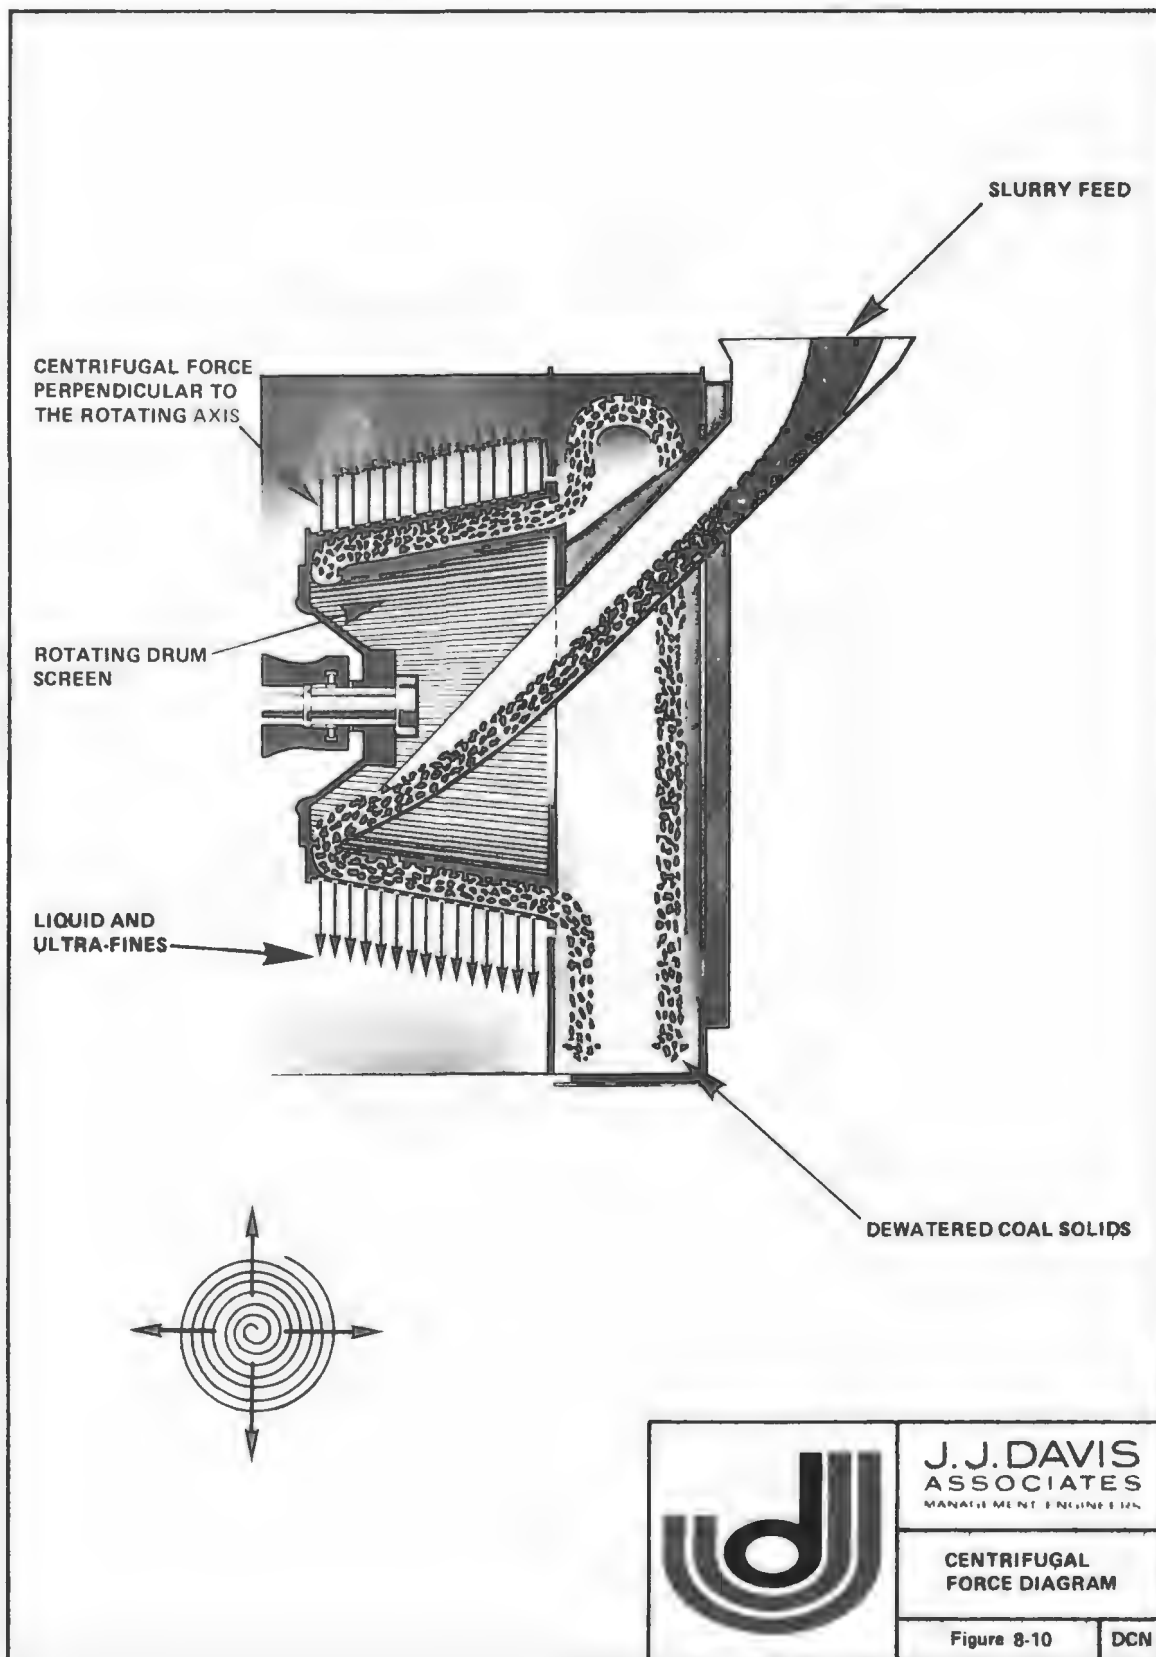 SLURRY FEED
CENTRIFUGAL FORCE
PERPENDICULAR TO
THE ROTATING AXIS
ROTATING DRUM
SCREEN
LIQUID AND
ULTRA-FINES
DEWATERED COAL SOLIDS
J.J. DAVIS
ASSOCIATES
MANAGEMENT ENGINEERS
CENTRIFUGAL
FORCE DIAGRAM
Figure 8-10
DCN